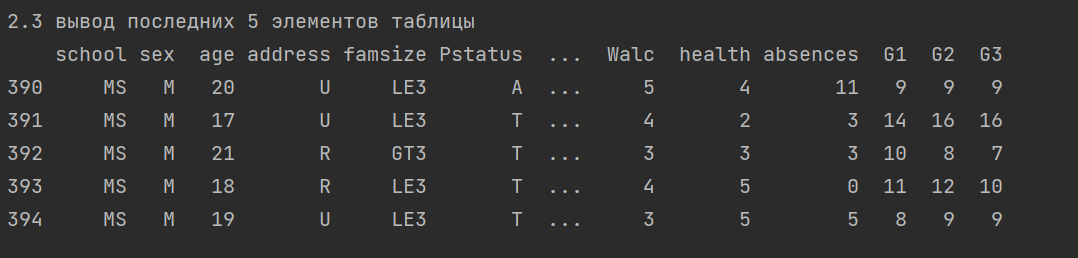 2.3 вывод последних 5 элементов таблицы
school sex age address famsize Pstatus ... Walc health absences G1 G2 G3
390 MS M 20 U LE3 A ... 5 4 11 9 9 9
391 MS M 17 U LE3 T ... 4 2 3 14 16 16
392 MS M 21 R GT3 T ... 3 3 3 10 8 7
393 MS M 18 R LE3 T ... 4 5 0 11 12 10
394 MS M 19 U LE3 T ... 3 5 5 8 9 9